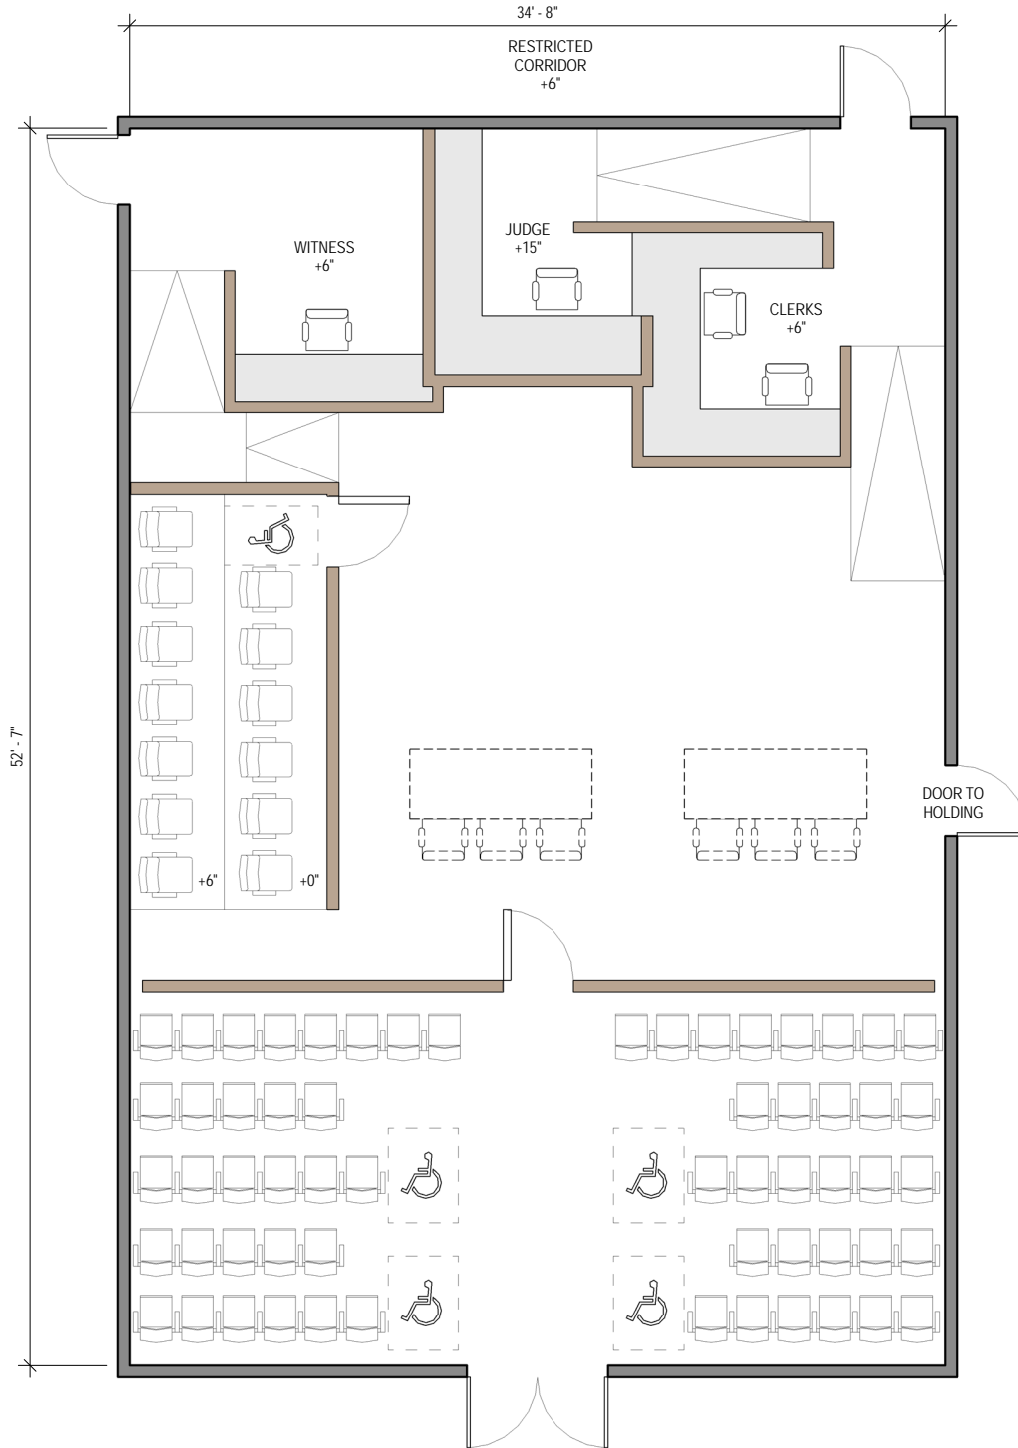 34' - 8"
RESTRICTED
CORRIDOR
+6"
WITNESS
+6"
JUDGE
+15"
CLERKS
+6"
52' - 7"
DOOR TO
HOLDING
+6"
+0"